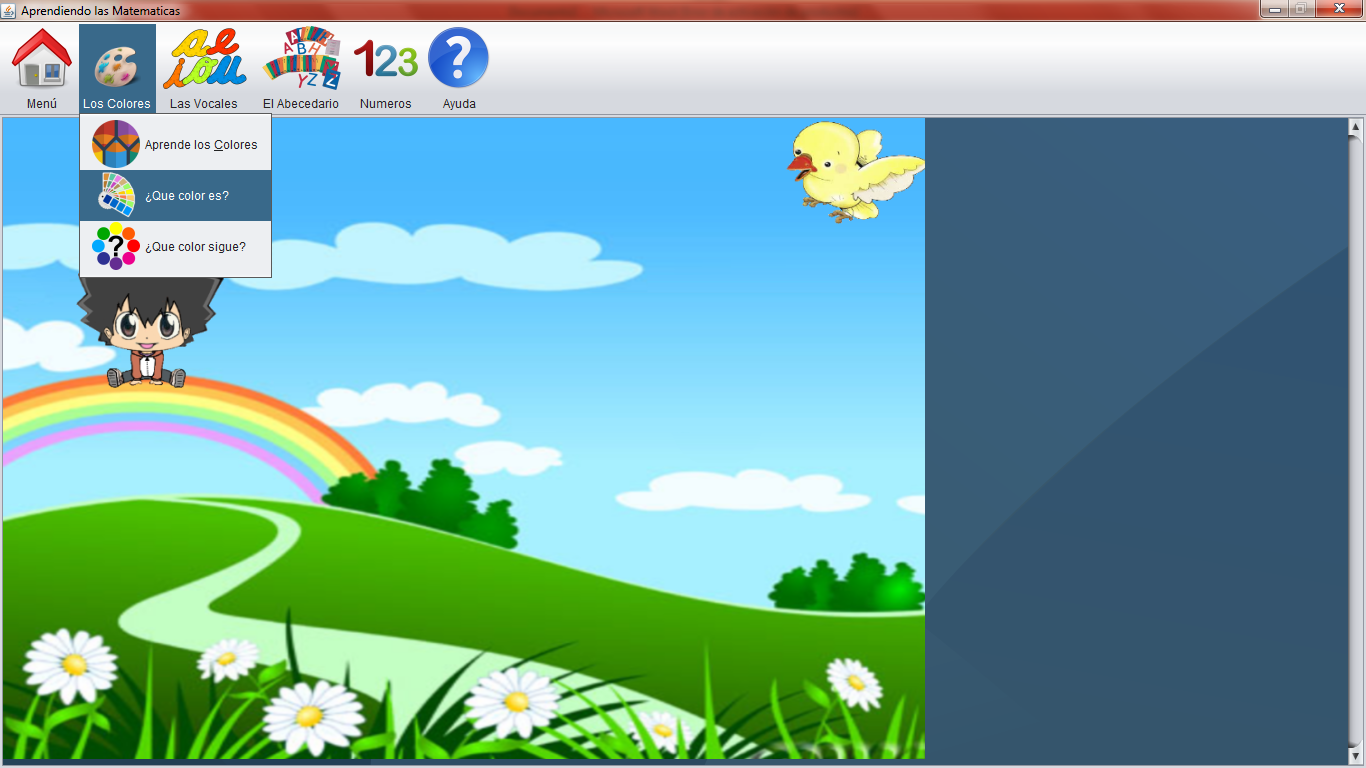 Aprendiendo las Matematicas
Menú
Los Colores
Las Vocales
El Abecedario
Numeros
Ayuda
Aprende los Colores
¿Que color es?
¿Que color sigue?